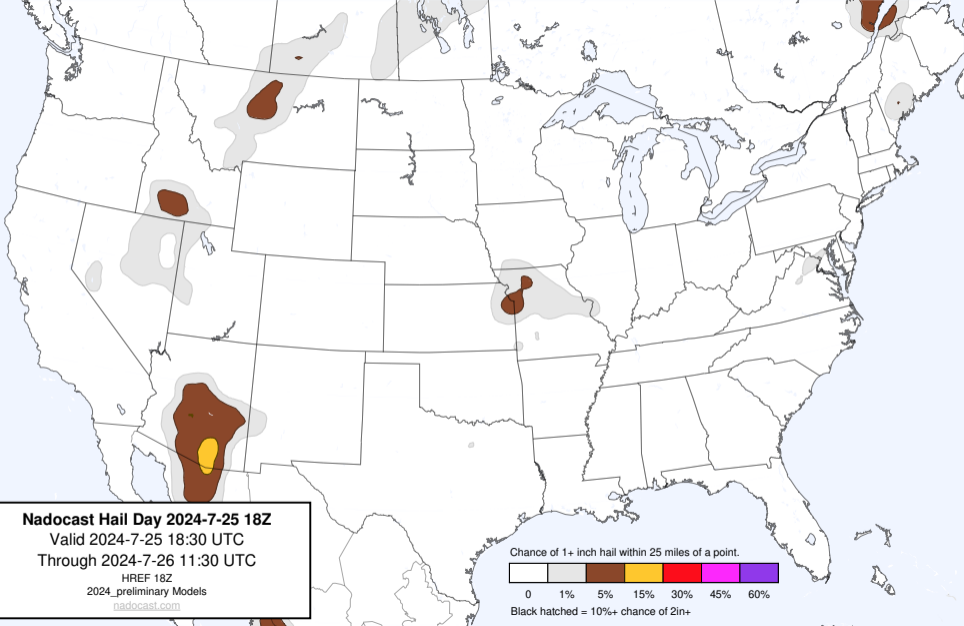 Nadocast Hail Day 2024-7-25 18Z
Valid 2024-7-25 18:30 UTC
Through 2024-7-26 11:30 UTC
HREF 18Z
2024_preliminary Models
nadocast.com
Chance of 1+ inch hail within 25 miles of a point.
0 1% 5% 15% 30% 45% 60%
Black hatched = 10%+ chance of 2in+